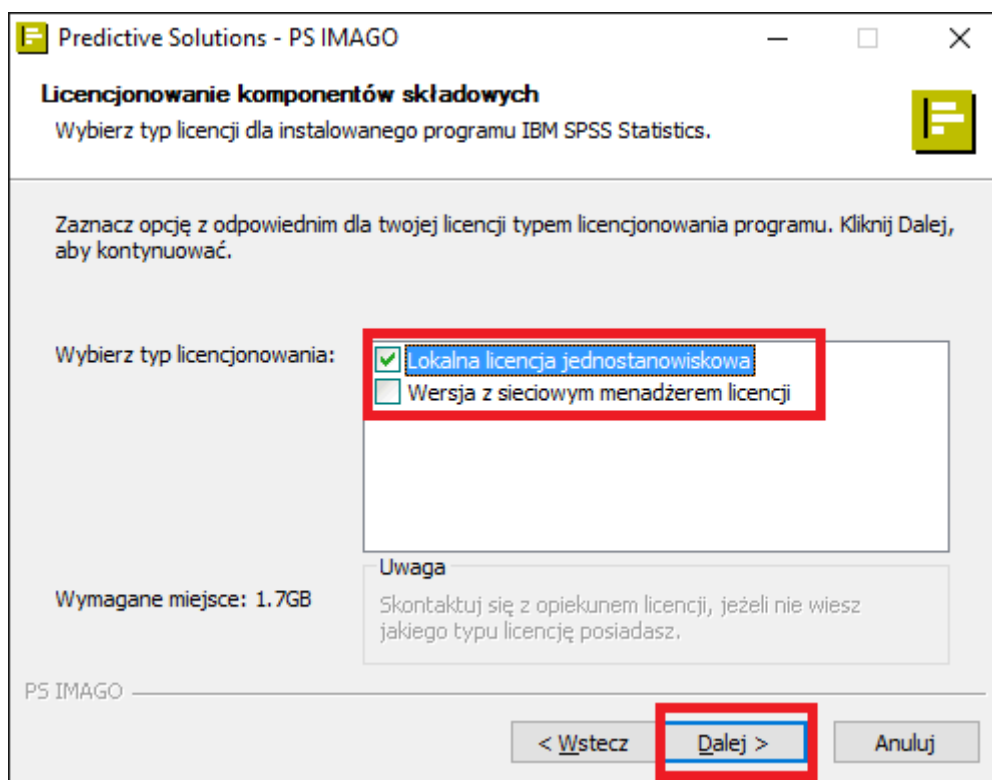 Predictive Solutions - PS IMAGO
Licencjonowanie komponentów składowych
Wybierz typ licencji dla instalowanego programu IBM SPSS Statistics.
Zaznacz opcję z odpowiednim dla twojej licencji typem licencjonowania programu. Kliknij Dalej,
aby kontynuować.
Wybierz typ licencjonowania:
Lokalna licencja jednostanowiskowa
Wersja z sieciowym menadżerem licencji
Wymagane miejsce: 1.7GB
Uwaga
Skontaktuj się z opiekunem licencji, jeżeli nie wiesz
jakiego typu licencję posiadasz.
PS IMAGO
< Wstecz
Dalej >
Anuluj